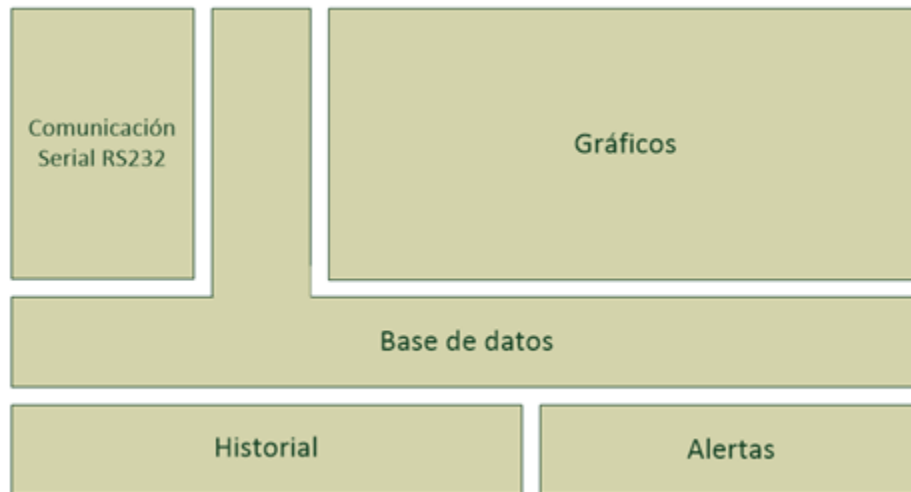 Comunicación
Serial RS232
Gráficos
Base de datos
Historial
Alertas